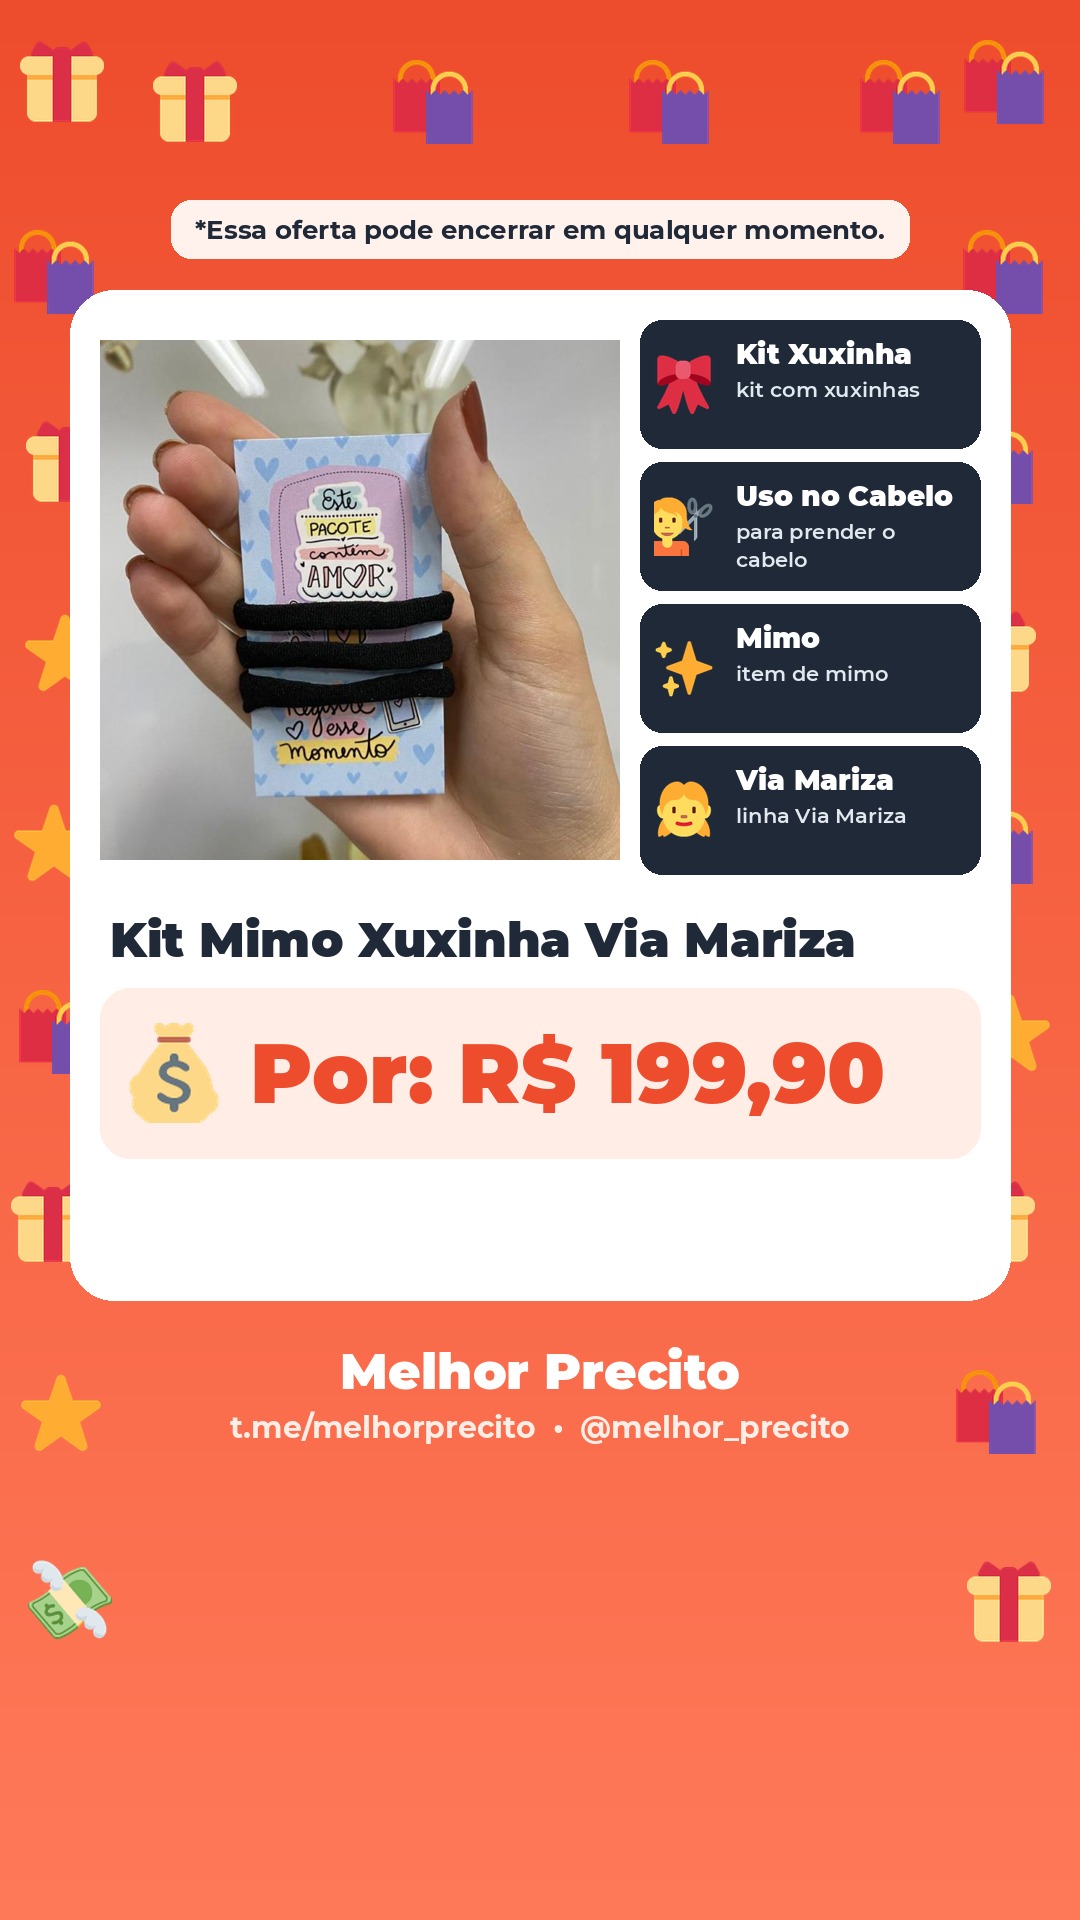 *Essa oferta pode encerrar em qualquer momento.
Este
PACOTE
contém
AMOR
Registre
esse
momento
Kit Xuxinha
kit com xuxinhas
Uso no Cabelo
para prender o
cabelo
Mimo
item de mimo
Via Mariza
linha Via Mariza
Kit Mimo Xuxinha Via Mariza
Por: R$ 199,90
Melhor Precito
t.me/melhorprecito • @melhor_precito